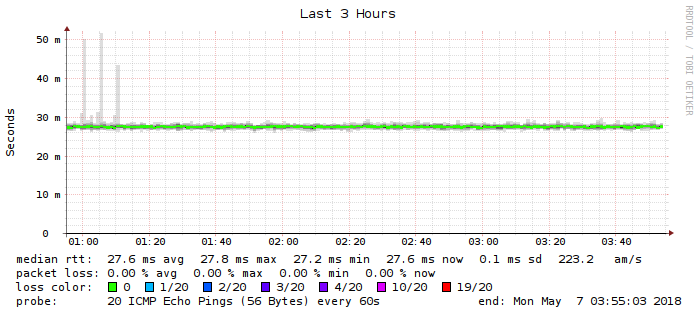 Last 3 Hours
RRDTOOL / TOBI OETIKER
Seconds
50 m
40 m
30 m
20 m
10 m
0
01:00 01:20 01:40 02:00 02:20 02:40 03:00 03:20 03:40
median rtt: 27.6 ms avg 27.8 ms max 27.2 ms min 27.6 ms now 0.1 ms sd 223.2 am/s
packet loss: 0.00 % avg 0.00 % max 0.00 % min 0.00 % now
loss color: 0 1/20 2/20 3/20 4/20 10/20 19/20
probe: 20 ICMP Echo Pings (56 Bytes) every 60s end: Mon May 7 03:55:03 2018